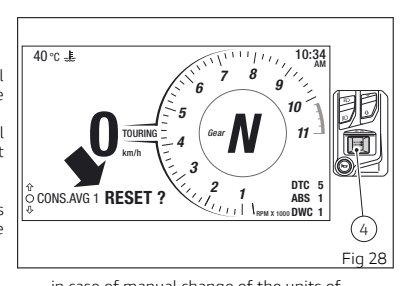 40 °C
10:34
AM
6
7
8
9
10
11
5
4
3
2
1
0
TOURING
km/h
Gear
N
CONS.AVG 1 RESET ?
RPM X 1000
DTC 5
ABS 1
DWC 1
4
Fig 28
in case of manual change of the units of